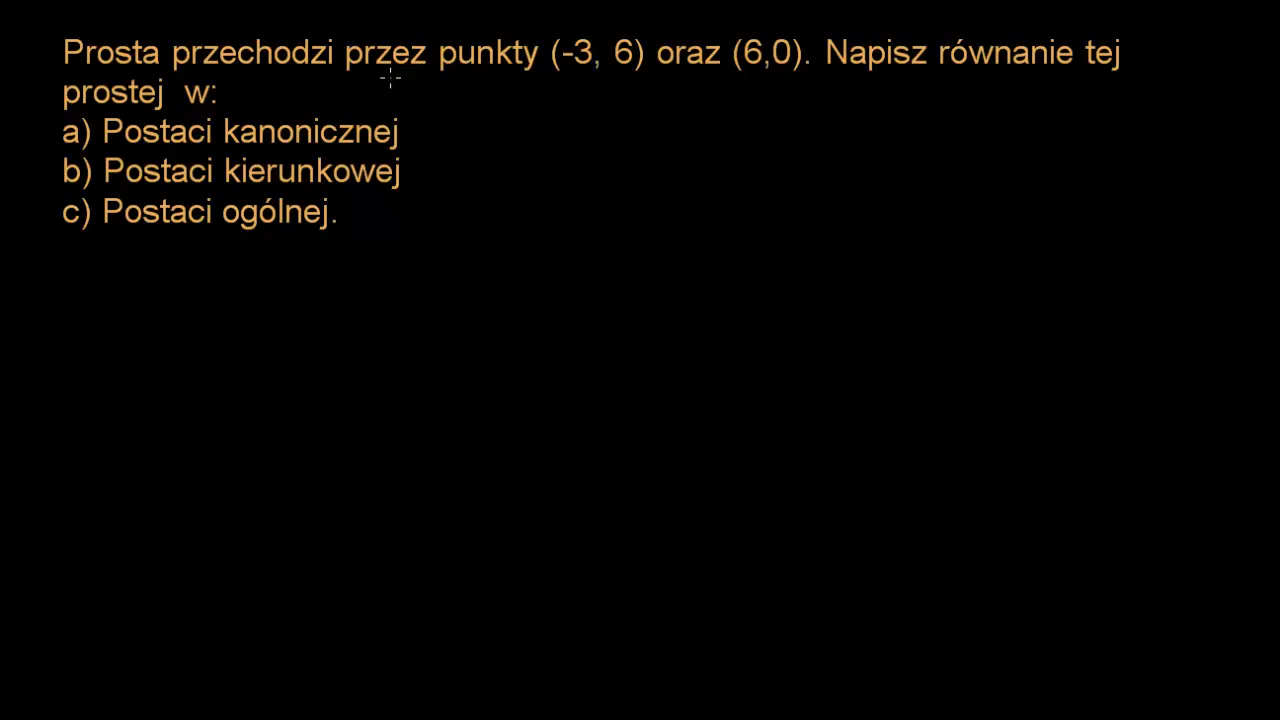 Prosta przechodzi przez punkty (-3, 6) oraz (6,0). Napisz równanie tej
prostej w:
a) Postaci kanonicznej
b) Postaci kierunkowej
c) Postaci ogólnej.